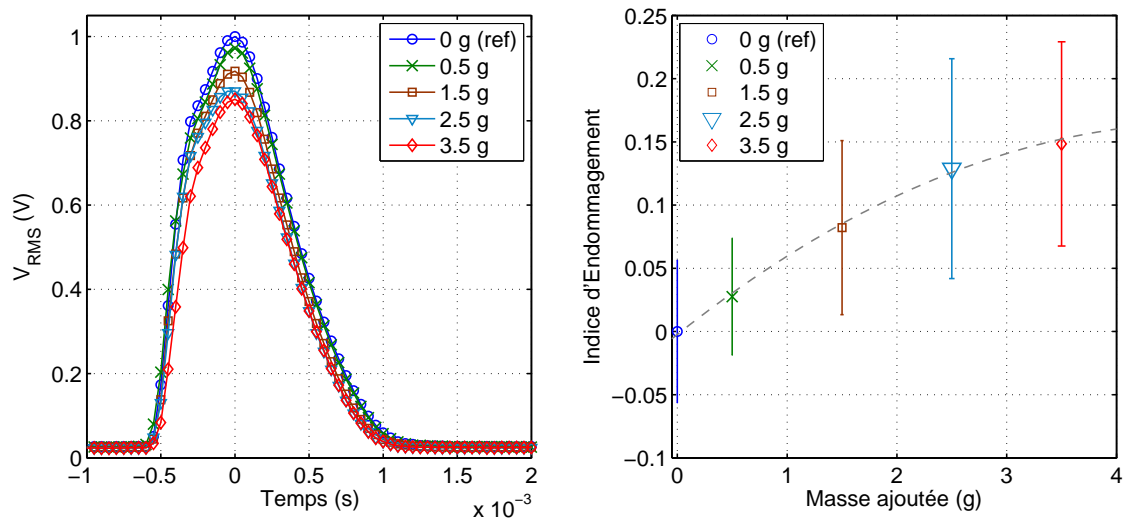 1
0.8
0.6
0.4
0.2
0
V_RMS (V)
−1
−0.5
0
0.5
1
1.5
2
Temps (s)
x 10⁻³
0 g (ref)
0.5 g
1.5 g
2.5 g
3.5 g
0.25
0.20
0.15
0.10
0.05
0
−0.05
−0.1
Indice d'Endommagement
0
1
2
3
4
Masse ajoutée (g)
0 g (ref)
0.5 g
1.5 g
2.5 g
3.5 g